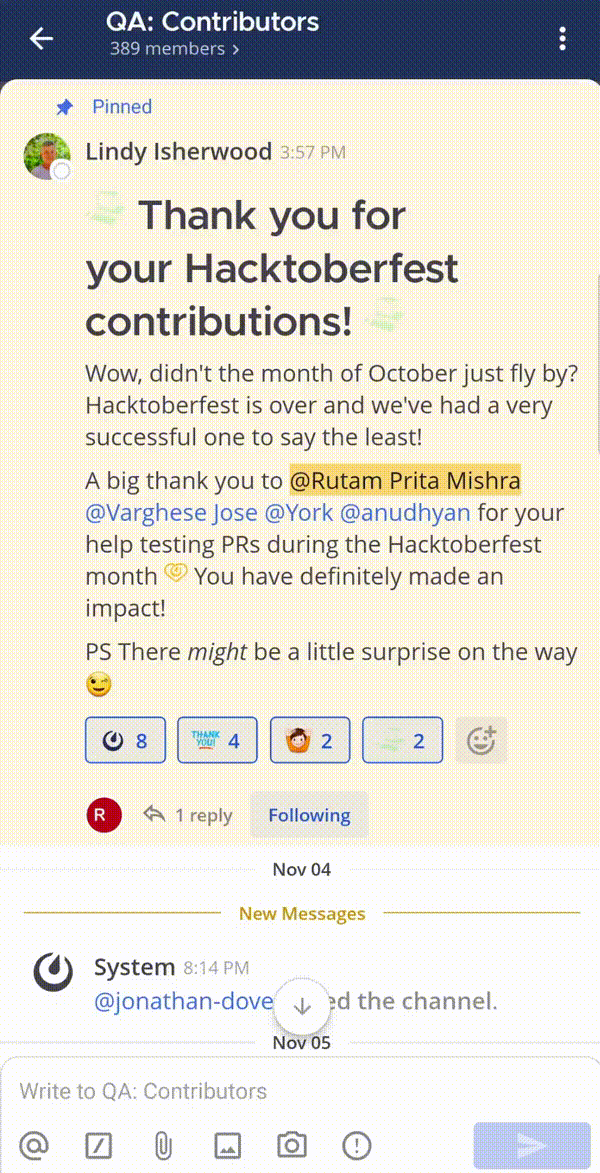 QA: Contributors
389 members >
Pinned
Lindy Isherwood 3:57 PM
Thank you for
your Hacktoberfest
contributions!
Wow, didn't the month of October just fly by?
Hacktoberfest is over and we've had a very
successful one to say the least!
A big thank you to @Rutam Prita Mishra
@Varghese Jose @York @anudhyan for your
help testing PRs during the Hacktoberfest
month You have definitely made an
impact!
PS There might be a little surprise on the way
8 THANK YOU! 4 2 2
R 1 reply Following
Nov 04
New Messages
System 8:14 PM
@jonathan-dove ed the channel.
Nov 05
Write to QA: Contributors